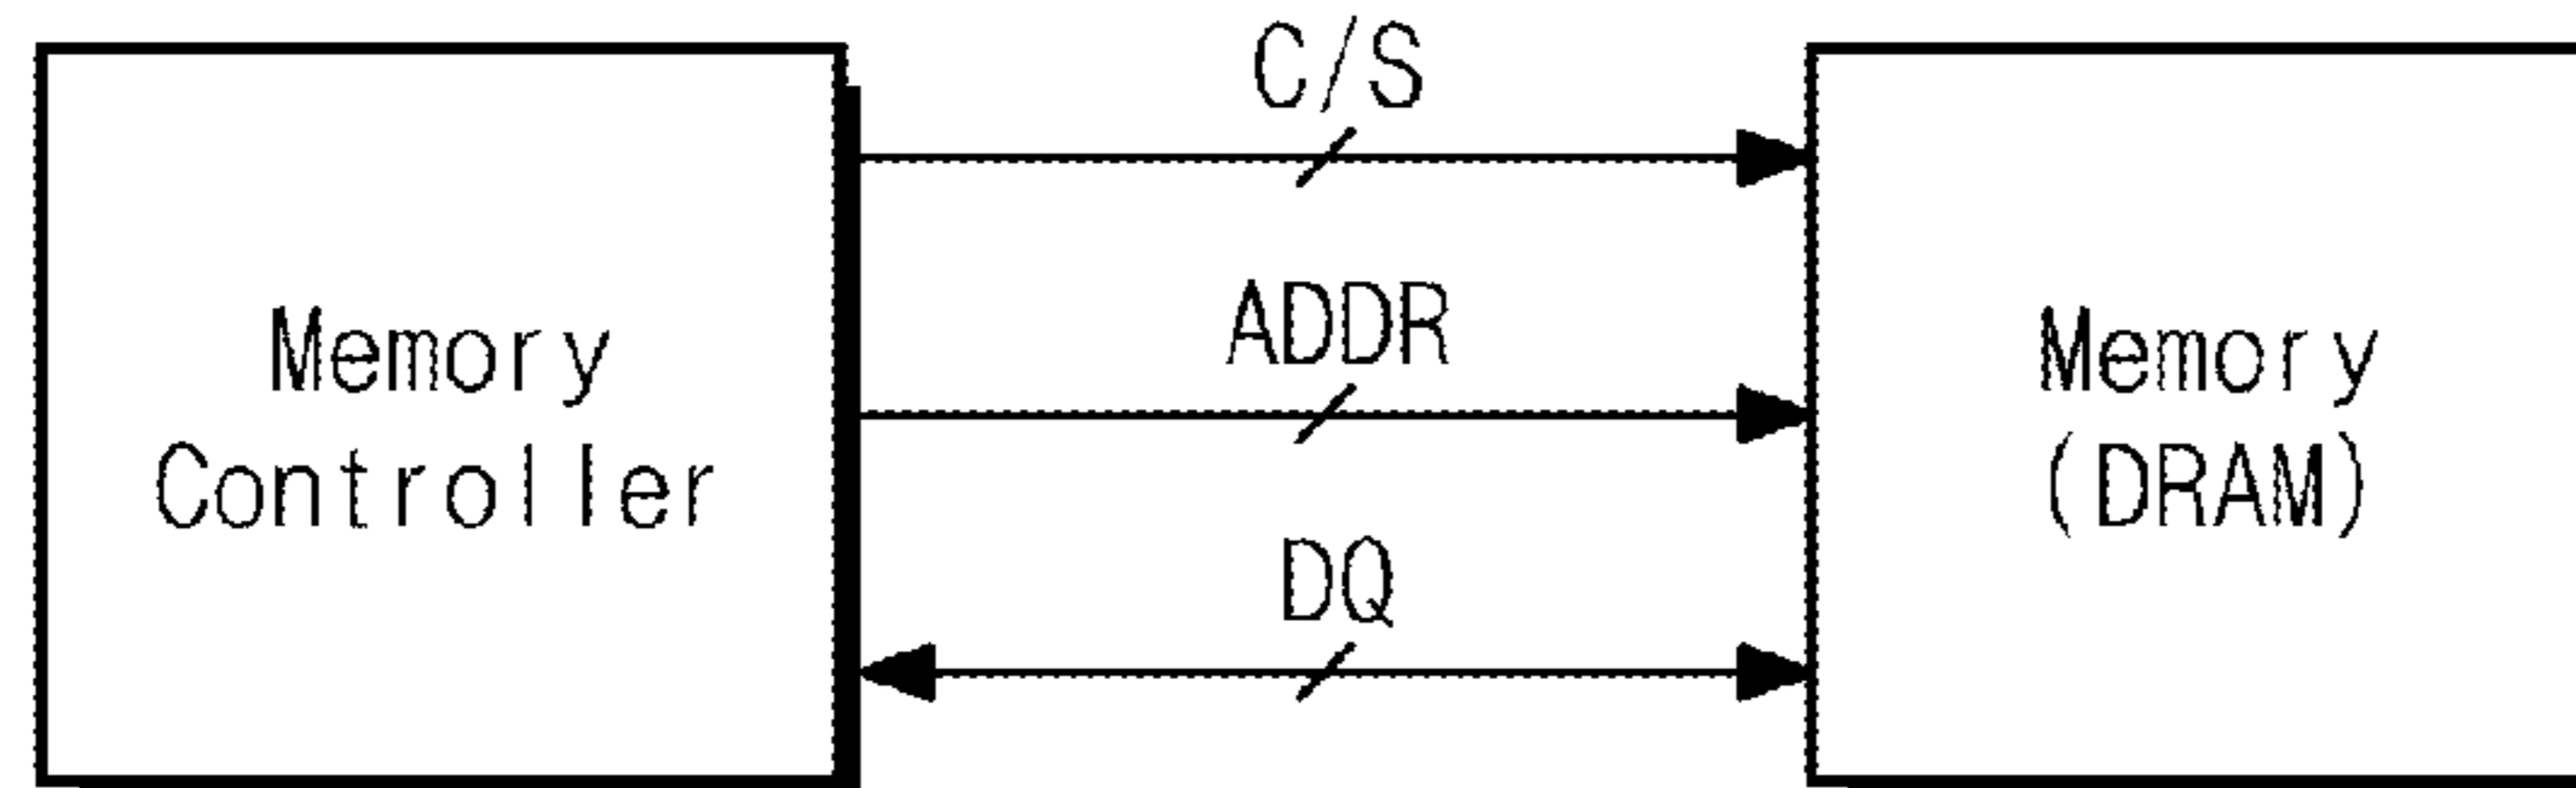 C/S
Memory
Controller
ADDR
DQ
Memory
(DRAM)